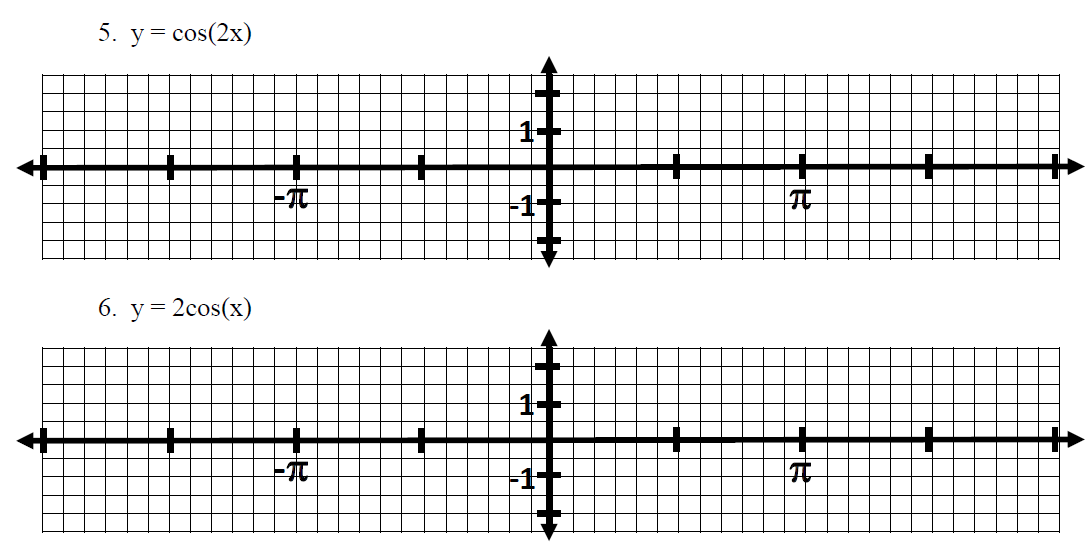 5. y = cos(2x)
1
-π
π
-1
6. y = 2cos(x)
1
-π
π
-1